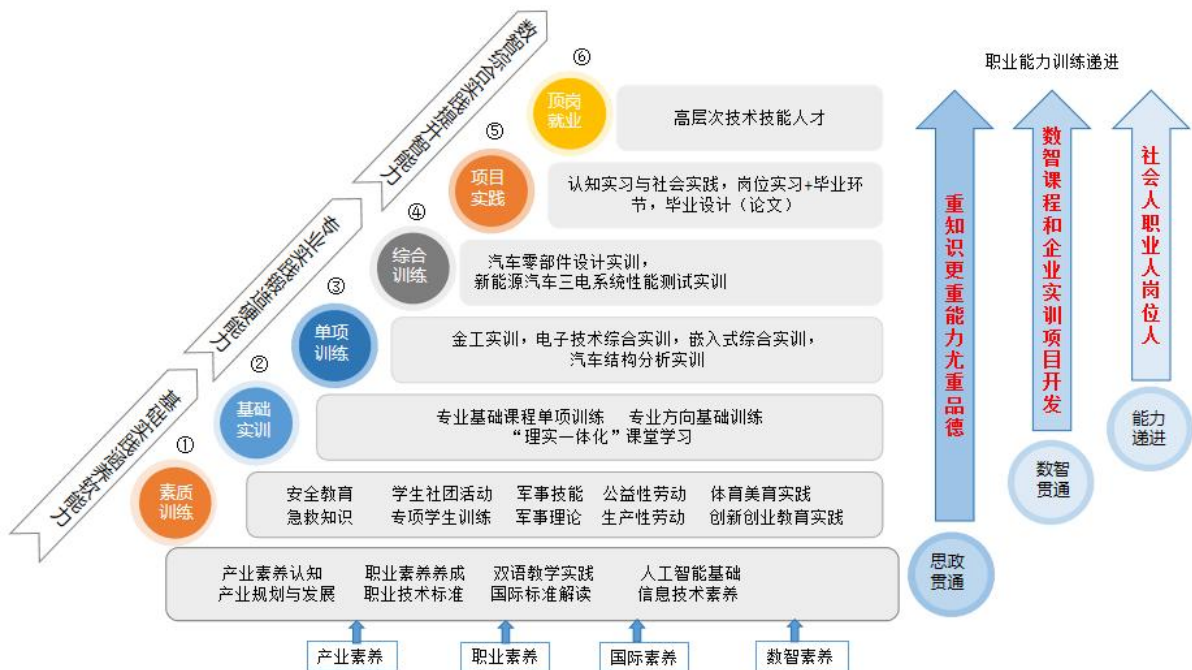 职业能力训练递进
数智综合实践提升智能力
专业实践锻造硬能力
基础实践涵养软能力
⑥
顶岗
就业
高层次技术技能人才
⑤
项目
实践
认知实习与社会实践，岗位实习+毕业环
节，毕业设计（论文）
④
综合
训练
汽车零部件设计实训，
新能源汽车三电系统性能测试实训
③
单项
训练
金工实训，电子技术综合实训，嵌入式综合实训，
汽车结构分析实训
②
基础
实训
专业基础课程单项训练 专业方向基础训练
“理实一体化”课堂学习
①
素质
训练
安全教育 学生社团活动 军事技能 公益性劳动 体育美育实践
急救知识 专项学生训练 军事理论 生产性劳动 创新创业教育实践
产业素养认知 职业素养养成 双语教学实践 人工智能基础
产业规划与发展 职业技术标准 国际标准解读 信息技术素养
产业素养 职业素养 国际素养 数智素养
重知识更重能力尤重品德
思政
贯通
数智课程和企业实训项目开发
数智
贯通
社会人职业人岗位人
能力
递进